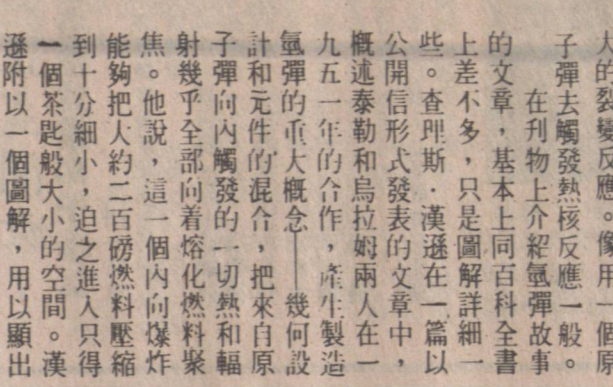 大的裂變反應。像用一個原
子彈去觸發熱核反應一般。
在刊物上介紹氫彈故事
的文章，基本上同百科全書
上差不多，只是圖解詳細一
些。查理斯．漢遜在一篇以
公開信形式發表的文章中，
概述泰勒和烏拉姆兩人在一
九五一年的合作，產生製造
氫彈的重大概念——幾何設
計和元件的混合，把來自原
子彈向內觸發的一切熱和輻
射幾乎全部向着熔化燃料聚
焦。他說，這一個內向爆炸
能夠把大約二百磅燃料壓縮
到十分細小，迫之進入只得
一個茶匙般大小的空間。漢
遜附以一個圖解，用以顯出